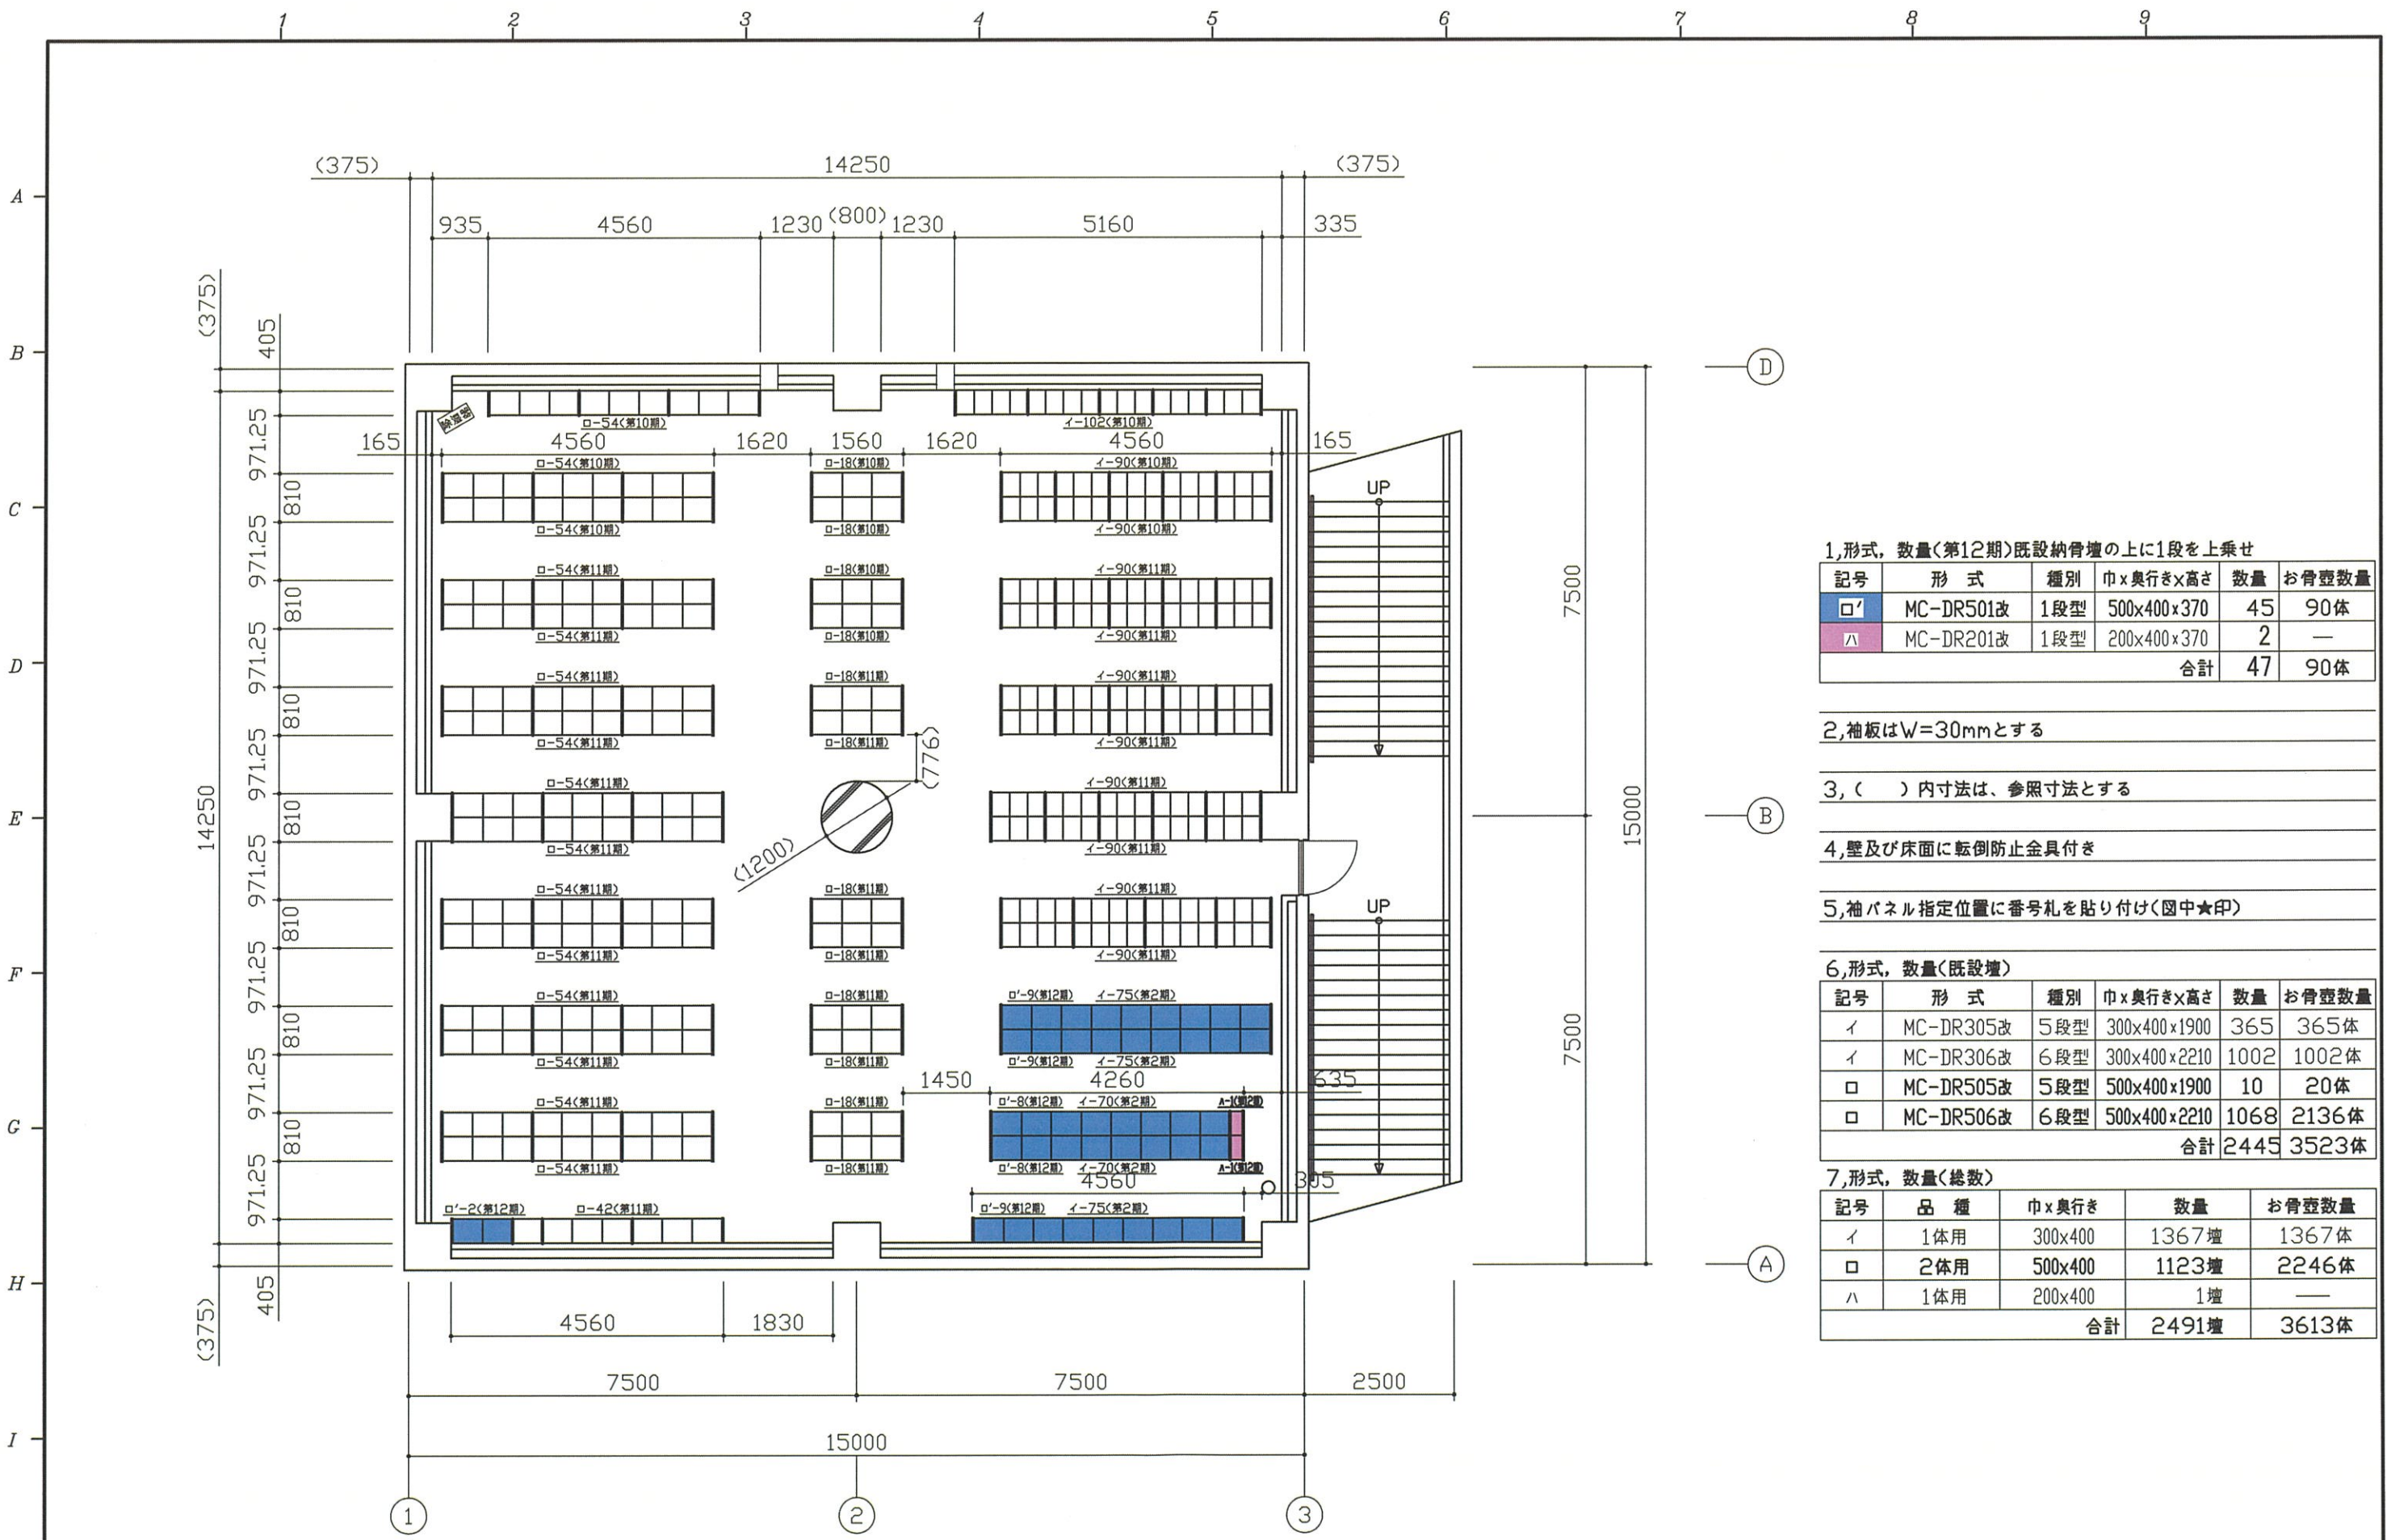 1 2 3 4 5 6 7 8 9
A
B
C
D
E
F
G
H
I
(375) 14250 (375)
935 4560 1230 (800) 1230 5160 335
(375)
405
971.25
810
971.25
810
971.25
810
971.25
810
971.25
810
971.25
810
971.25
810
971.25
405
(375)
14250
ロ-54(第10期) イ-102(第10期)
165 4560 1620 1560 1620 4560 165
ロ-54(第10期) ロ-18(第10期) イ-90(第10期)
ロ-54(第10期) ロ-18(第10期) イ-90(第10期)
ロ-54(第11期) ロ-18(第10期) イ-90(第11期)
ロ-54(第11期) ロ-18(第10期) イ-90(第11期)
ロ-54(第11期) ロ-18(第11期) イ-90(第11期)
ロ-54(第11期) ロ-18(第11期) イ-90(第11期)
(776)
ロ-54(第11期) イ-90(第11期)
(1200)
ロ-54(第11期) イ-90(第11期)
ロ-54(第11期) ロ-18(第11期) イ-90(第11期)
ロ-54(第11期) ロ-18(第11期) イ-90(第11期)
ロ-54(第11期) ロ-18(第11期) ロ'-9(第12期) イ-75(第2期)
ロ-54(第11期) ロ-18(第11期) ロ'-9(第12期) イ-75(第2期)
1450 4260 635
ロ-54(第11期) ロ-18(第11期) ロ'-8(第12期) イ-70(第2期) ハ-1(第12期)
ロ-54(第11期) ロ-18(第11期) ロ'-8(第12期) イ-70(第2期) ハ-1(第12期)
4560 305
ロ'-2(第12期) ロ-42(第11期) ロ'-9(第12期) イ-75(第2期)
UP
UP
7500
7500
15000
D
B
A
4560 1830
7500 7500 2500
15000
1 2 3
1,形式, 数量(第12期)既設納骨壇の上に1段を上乗せ
記号 形 式 種別 巾x奥行きx高さ 数量 お骨壺数量
ロ' MC-DR501改 1段型 500x400x370 45 90体
ハ MC-DR201改 1段型 200x400x370 2 —
合計 47 90体
2,袖板はW=30mmとする
3,( )内寸法は、参照寸法とする
4,壁及び床面に転倒防止金具付き
5,袖パネル指定位置に番号札を貼り付け(図中★印)
6,形式, 数量(既設壇)
記号 形 式 種別 巾x奥行きx高さ 数量 お骨壺数量
イ MC-DR305改 5段型 300x400x1900 365 365体
イ MC-DR306改 6段型 300x400x2210 1002 1002体
ロ MC-DR505改 5段型 500x400x1900 10 20体
ロ MC-DR506改 6段型 500x400x2210 1068 2136体
合計 2445 3523体
7,形式, 数量(総数)
記号 品 種 巾x奥行き 数量 お骨壺数量
イ 1体用 300x400 1367壇 1367体
ロ 2体用 500x400 1123壇 2246体
ハ 1体用 200x400 1壇 —
合計 2491壇 3613体